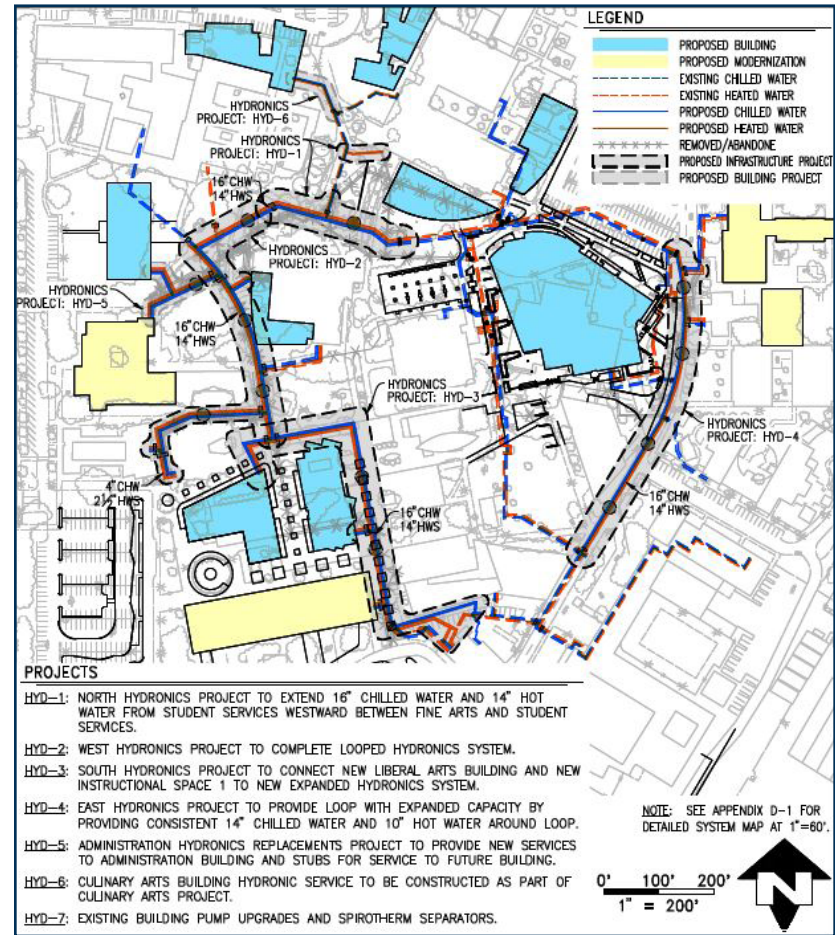 LEGEND
PROPOSED BUILDING
PROPOSED MODERNIZATION
EXISTING CHILLED WATER
EXISTING HEATED WATER
PROPOSED CHILLED WATER
PROPOSED HEATED WATER
REMOVED/ABANDONE
PROPOSED INFRASTRUCTURE PROJECT
PROPOSED BUILDING PROJECT
HYDRONICS
PROJECT: HYD-6
HYDRONICS
PROJECT: HYD-1
16"CHW
14"HWS
HYDRONICS
PROJECT: HYD-2
HYDRONICS
PROJECT: HYD-5
16"CHW
14"HWS
HYDRONICS
PROJECT: HYD-3
HYDRONICS
PROJECT: HYD-4
4"CHW
2½"HWS
16"CHW
14"HWS
16"CHW
14"HWS
PROJECTS
HYD-1: NORTH HYDRONICS PROJECT TO EXTEND 16" CHILLED WATER AND 14" HOT
WATER FROM STUDENT SERVICES WESTWARD BETWEEN FINE ARTS AND STUDENT
SERVICES.
HYD-2: WEST HYDRONICS PROJECT TO COMPLETE LOOPED HYDRONICS SYSTEM.
HYD-3: SOUTH HYDRONICS PROJECT TO CONNECT NEW LIBERAL ARTS BUILDING AND NEW
INSTRUCTIONAL SPACE 1 TO NEW EXPANDED HYDRONICS SYSTEM.
HYD-4: EAST HYDRONICS PROJECT TO PROVIDE LOOP WITH EXPANDED CAPACITY BY
PROVIDING CONSISTENT 14" CHILLED WATER AND 10" HOT WATER AROUND LOOP.
HYD-5: ADMINISTRATION HYDRONICS REPLACEMENTS PROJECT TO PROVIDE NEW SERVICES
TO ADMINISTRATION BUILDING AND STUBS FOR SERVICE TO FUTURE BUILDING.
HYD-6: CULINARY ARTS BUILDING HYDRONIC SERVICE TO BE CONSTRUCTED AS PART OF
CULINARY ARTS PROJECT.
HYD-7: EXISTING BUILDING PUMP UPGRADES AND SPIROTHERM SEPARATORS.
NOTE: SEE APPENDIX D-1 FOR
DETAILED SYSTEM MAP AT 1"=60'.
0' 100' 200'
1" = 200'
N